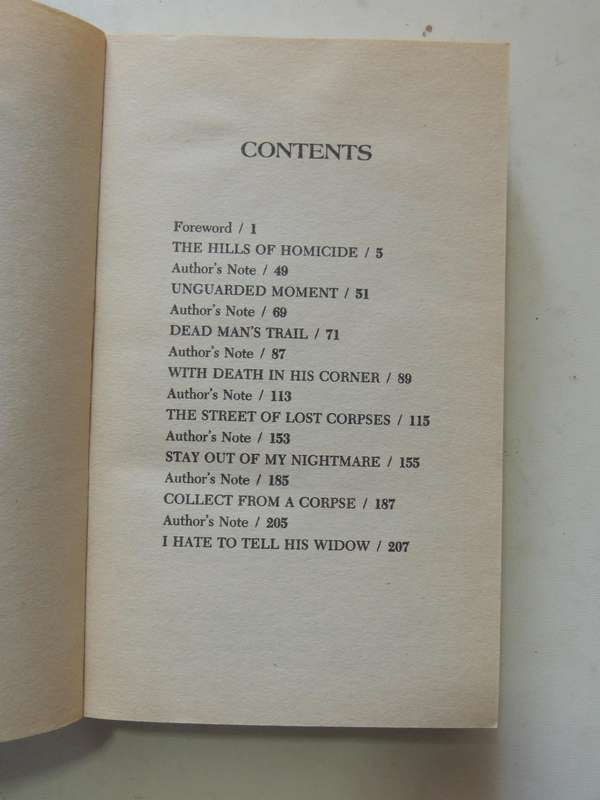 CONTENTS
Foreword / 1
THE HILLS OF HOMICIDE / 5
Author's Note / 49
UNGUARDED MOMENT / 51
Author's Note / 69
DEAD MAN'S TRAIL / 71
Author's Note / 87
WITH DEATH IN HIS CORNER / 89
Author's Note / 113
THE STREET OF LOST CORPSES / 115
Author's Note / 153
STAY OUT OF MY NIGHTMARE / 155
Author's Note / 185
COLLECT FROM A CORPSE / 187
Author's Note / 205
I HATE TO TELL HIS WIDOW / 207